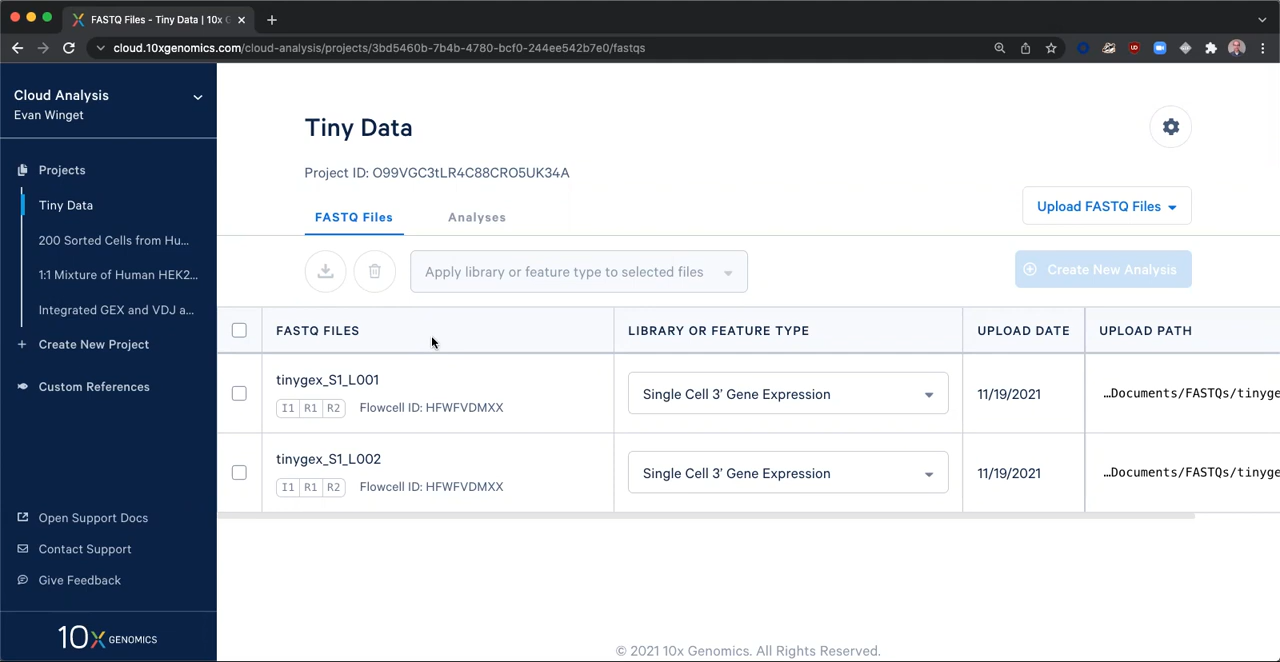 FASTQ Files - Tiny Data | 10x G
cloud.10xgenomics.com/cloud-analysis/projects/3bd5460b-7b4b-4780-bcf0-244ee542b7e0/fastqs
Cloud Analysis
Evan Winget
Projects
Tiny Data
200 Sorted Cells from Hu...
1:1 Mixture of Human HEK2...
Integrated GEX and VDJ a...
Create New Project
Custom References
Open Support Docs
Contact Support
Give Feedback
10X GENOMICS
Tiny Data
Project ID: O99VGC3tLR4C88CRO5UK34A
FASTQ Files Analyses
Upload FASTQ Files
Apply library or feature type to selected files
Create New Analysis
FASTQ FILES LIBRARY OR FEATURE TYPE UPLOAD DATE UPLOAD PATH
tinygex_S1_L001
I1 R1 R2 Flowcell ID: HFWFVDMXX
Single Cell 3′ Gene Expression
11/19/2021
…Documents/FASTQs/tinyge
tinygex_S1_L002
I1 R1 R2 Flowcell ID: HFWFVDMXX
Single Cell 3′ Gene Expression
11/19/2021
…Documents/FASTQs/tinyge
© 2021 10x Genomics. All Rights Reserved.